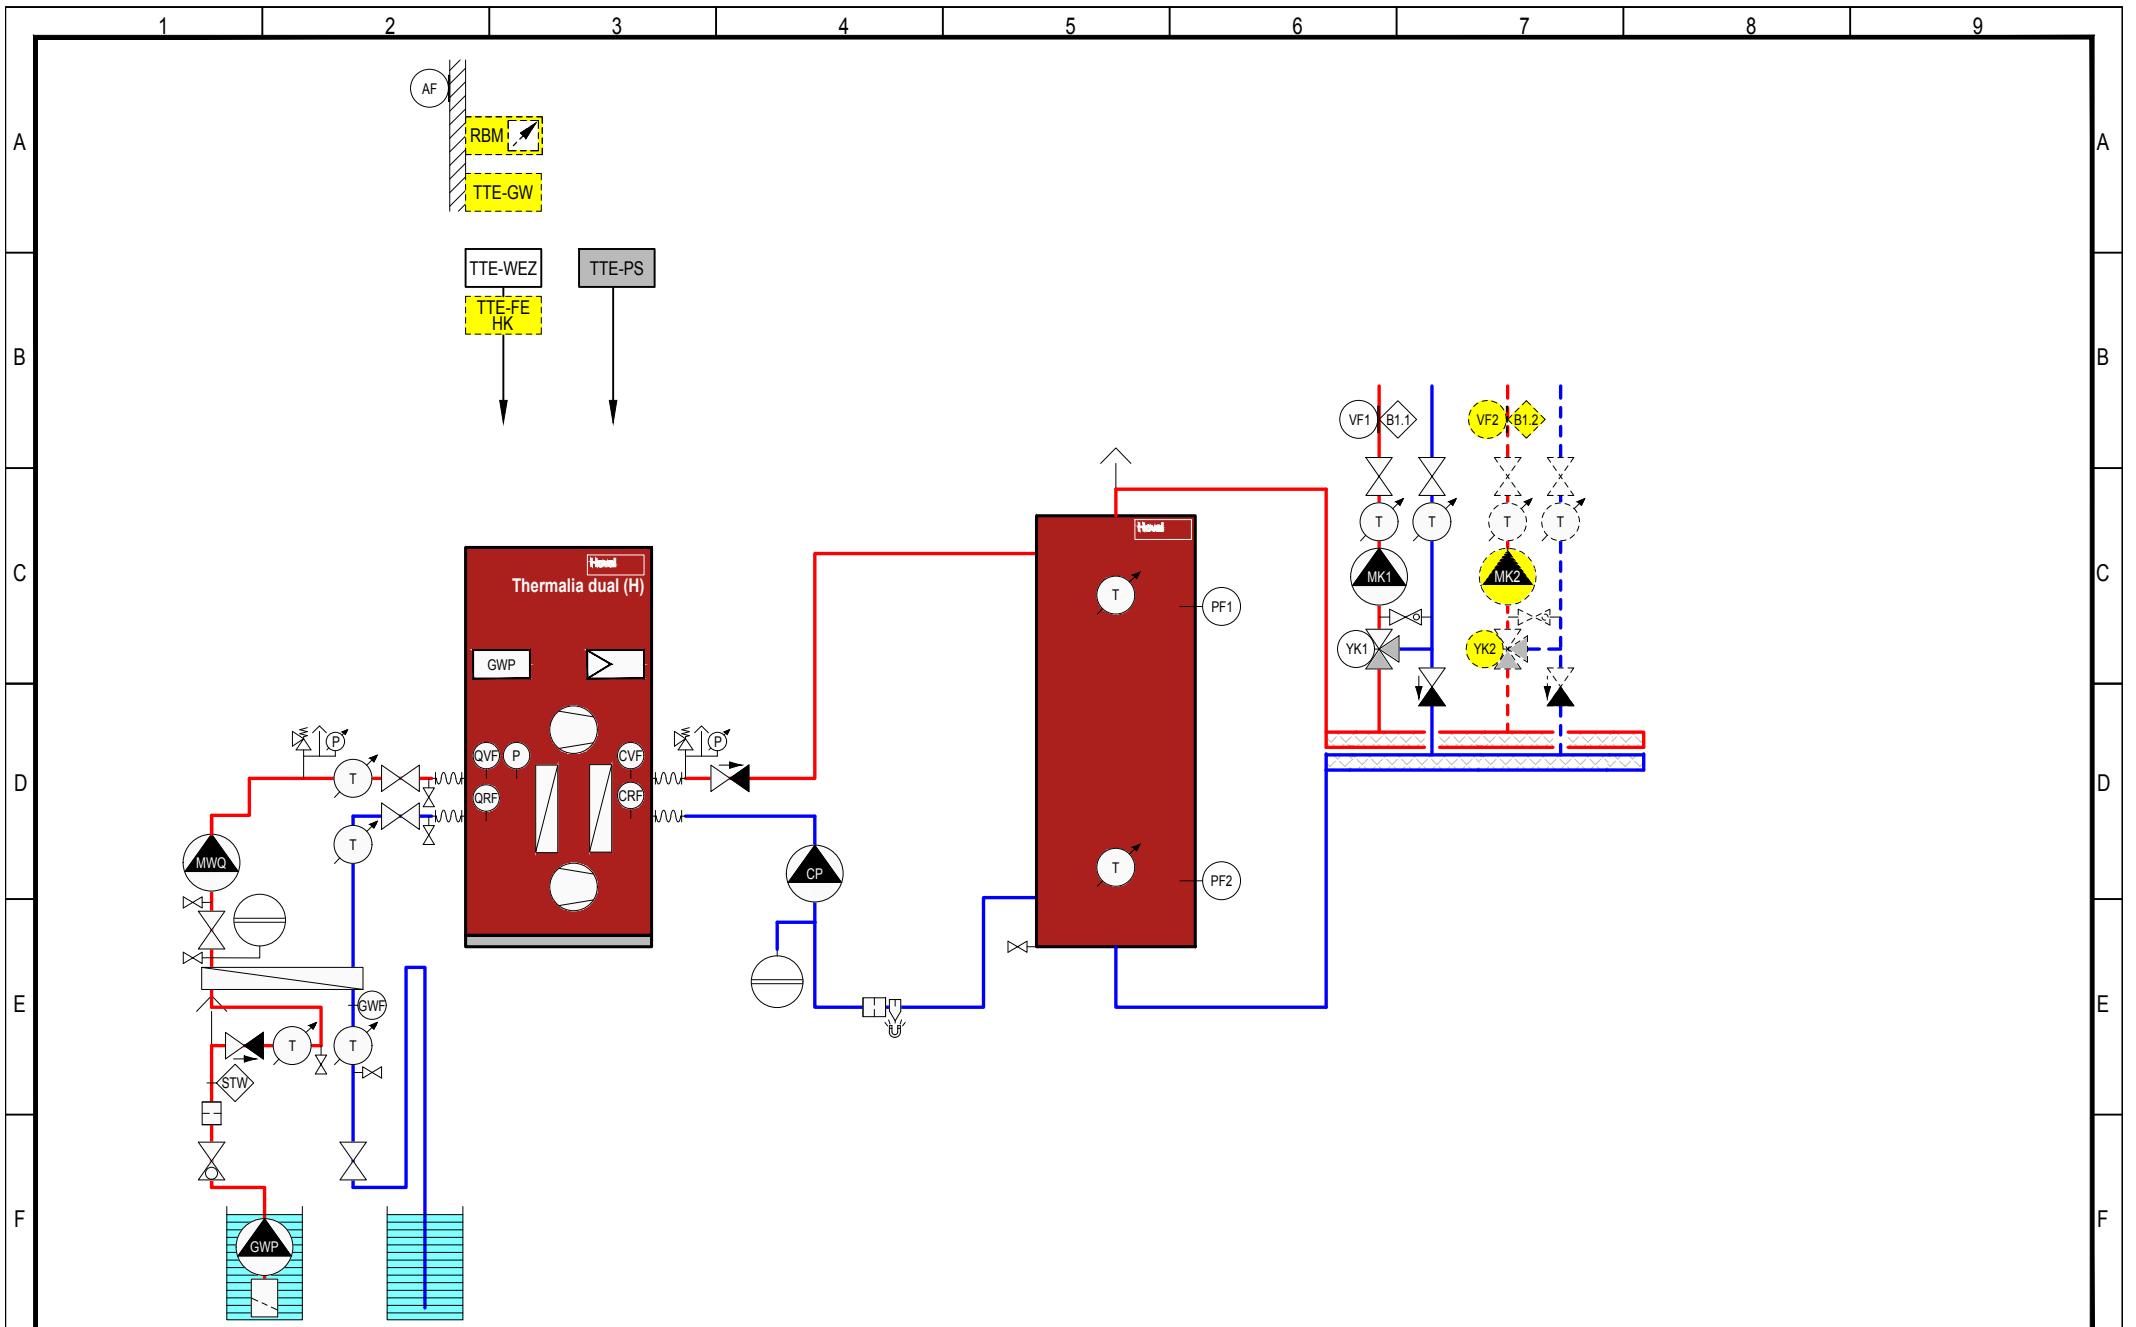 1 2 3 4 5 6 7 8 9
AF
A A
RBM
TTE-GW
TTE-WEZ TTE-PS
TTE-FE
HK
B B
VF1 B1.1 VF2 B1.2
T T T T
Hoval Hoval
Thermalia dual (H)
C C
MK1 MK2
T PF1
GWP
YK1 YK2
P P
QVF P CVF
T
D D
QRF CRF
T
MWQ CP
T PF2
E E
GWF
T T
STW
F F
GWP